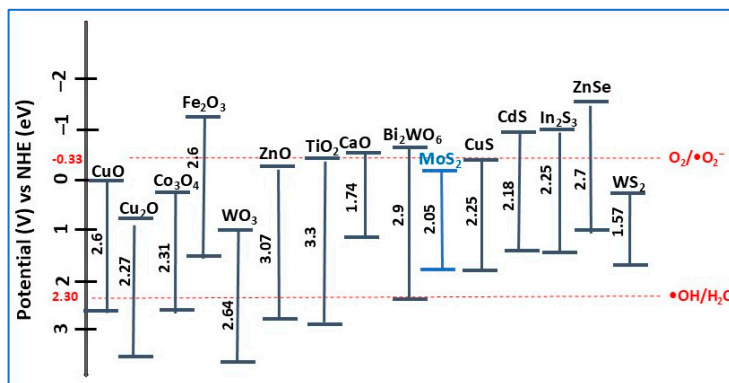 Potential (V) vs NHE (eV)
−2
−1
-0.33
0
1
2
2.30
3
CuO
2.6
Cu₂O
2.27
Co₃O₄
2.31
Fe₂O₃
2.6
WO₃
2.64
ZnO
3.07
TiO₂
3.3
CaO
1.74
Bi₂WO₆
2.9
MoS₂
2.05
CuS
2.25
CdS
2.18
In₂S₃
2.25
ZnSe
2.7
WS₂
1.57
O₂/•O₂⁻
•OH/H₂O